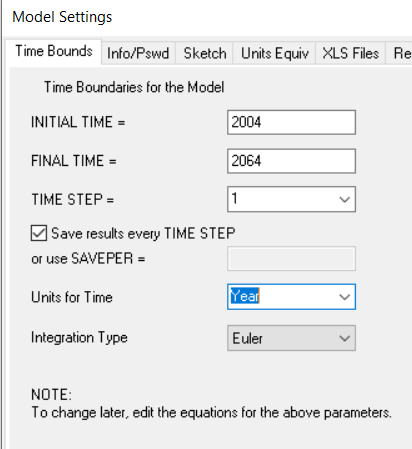 Model Settings
Time Bounds Info/Pswd Sketch Units Equiv XLS Files Re
Time Boundaries for the Model
INITIAL TIME = 2004
FINAL TIME = 2064
TIME STEP = 1
Save results every TIME STEP
or use SAVEPER =
Units for Time Year
Integration Type Euler
NOTE:
To change later, edit the equations for the above parameters.